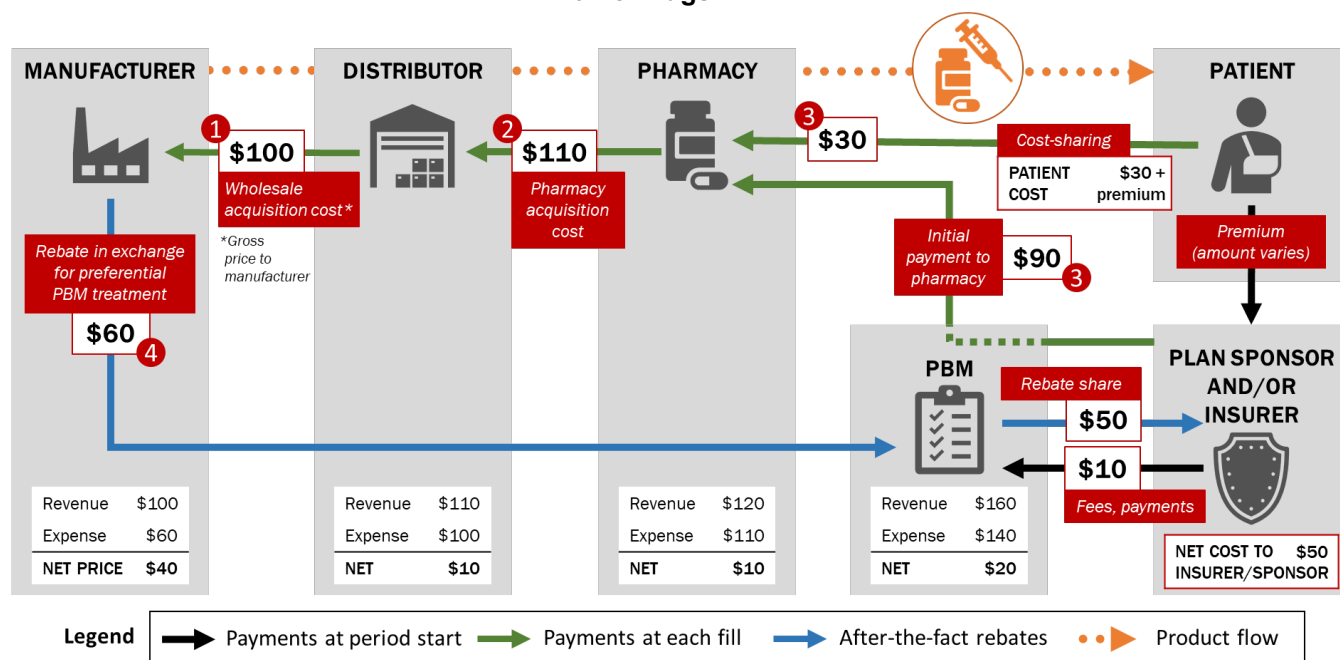 MANUFACTURER
DISTRIBUTOR
PHARMACY
PATIENT
1
$100
Wholesale
acquisition cost*
*Gross
price to
manufacturer
2
$110
Pharmacy
acquisition
cost
3
$30
Cost-sharing
PATIENT COST $30 + premium
Initial
payment to
pharmacy
$90
3
Premium
(amount varies)
Rebate in exchange
for preferential
PBM treatment
$60
4
PBM
PLAN SPONSOR
AND/OR
INSURER
Rebate share
$50
$10
Fees, payments
Revenue $100
Expense $60
NET PRICE $40
Revenue $110
Expense $100
NET $10
Revenue $120
Expense $110
NET $10
Revenue $160
Expense $140
NET $20
NET COST TO $50
INSURER/SPONSOR
Legend Payments at period start Payments at each fill After-the-fact rebates Product flow